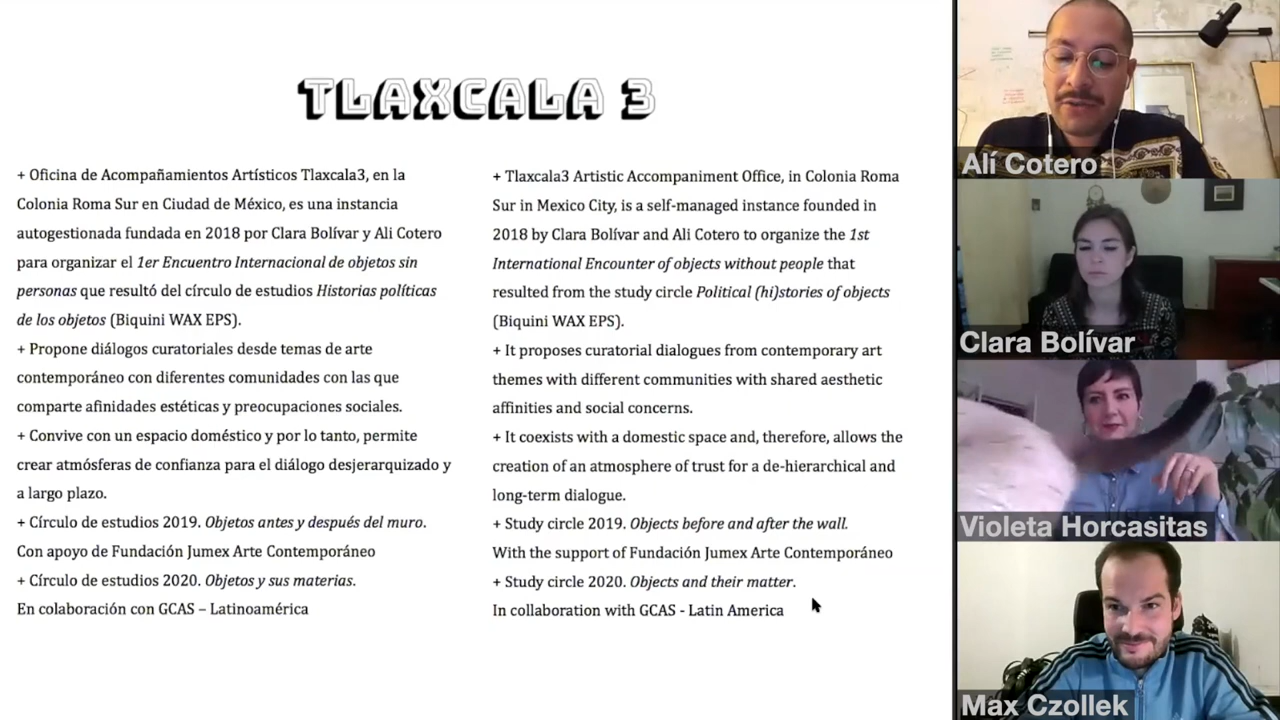 TLAXCALA 3
+ Oficina de Acompañamientos Artísticos Tlaxcala3, en la
Colonia Roma Sur en Ciudad de México, es una instancia
autogestionada fundada en 2018 por Clara Bolívar y Ali Cotero
para organizar el 1er Encuentro Internacional de objetos sin
personas que resultó del círculo de estudios Historias políticas
de los objetos (Biquini WAX EPS).
+ Propone diálogos curatoriales desde temas de arte
contemporáneo con diferentes comunidades con las que
comparte afinidades estéticas y preocupaciones sociales.
+ Convive con un espacio doméstico y por lo tanto, permite
crear atmósferas de confianza para el diálogo desjerarquizado y
a largo plazo.
+ Círculo de estudios 2019. Objetos antes y después del muro.
Con apoyo de Fundación Jumex Arte Contemporáneo
+ Círculo de estudios 2020. Objetos y sus materias.
En colaboración con GCAS – Latinoamérica
+ Tlaxcala3 Artistic Accompaniment Office, in Colonia Roma
Sur in Mexico City, is a self-managed instance founded in
2018 by Clara Bolívar and Ali Cotero to organize the 1st
International Encounter of objects without people that
resulted from the study circle Political (hi)stories of objects
(Biquini WAX EPS).
+ It proposes curatorial dialogues from contemporary art
themes with different communities with shared aesthetic
affinities and social concerns.
+ It coexists with a domestic space and, therefore, allows the
creation of an atmosphere of trust for a de-hierarchical and
long-term dialogue.
+ Study circle 2019. Objects before and after the wall.
With the support of Fundación Jumex Arte Contemporáneo
+ Study circle 2020. Objects and their matter.
In collaboration with GCAS - Latin America
Alí Cotero
Clara Bolívar
Violeta Horcasitas
Max Czollek